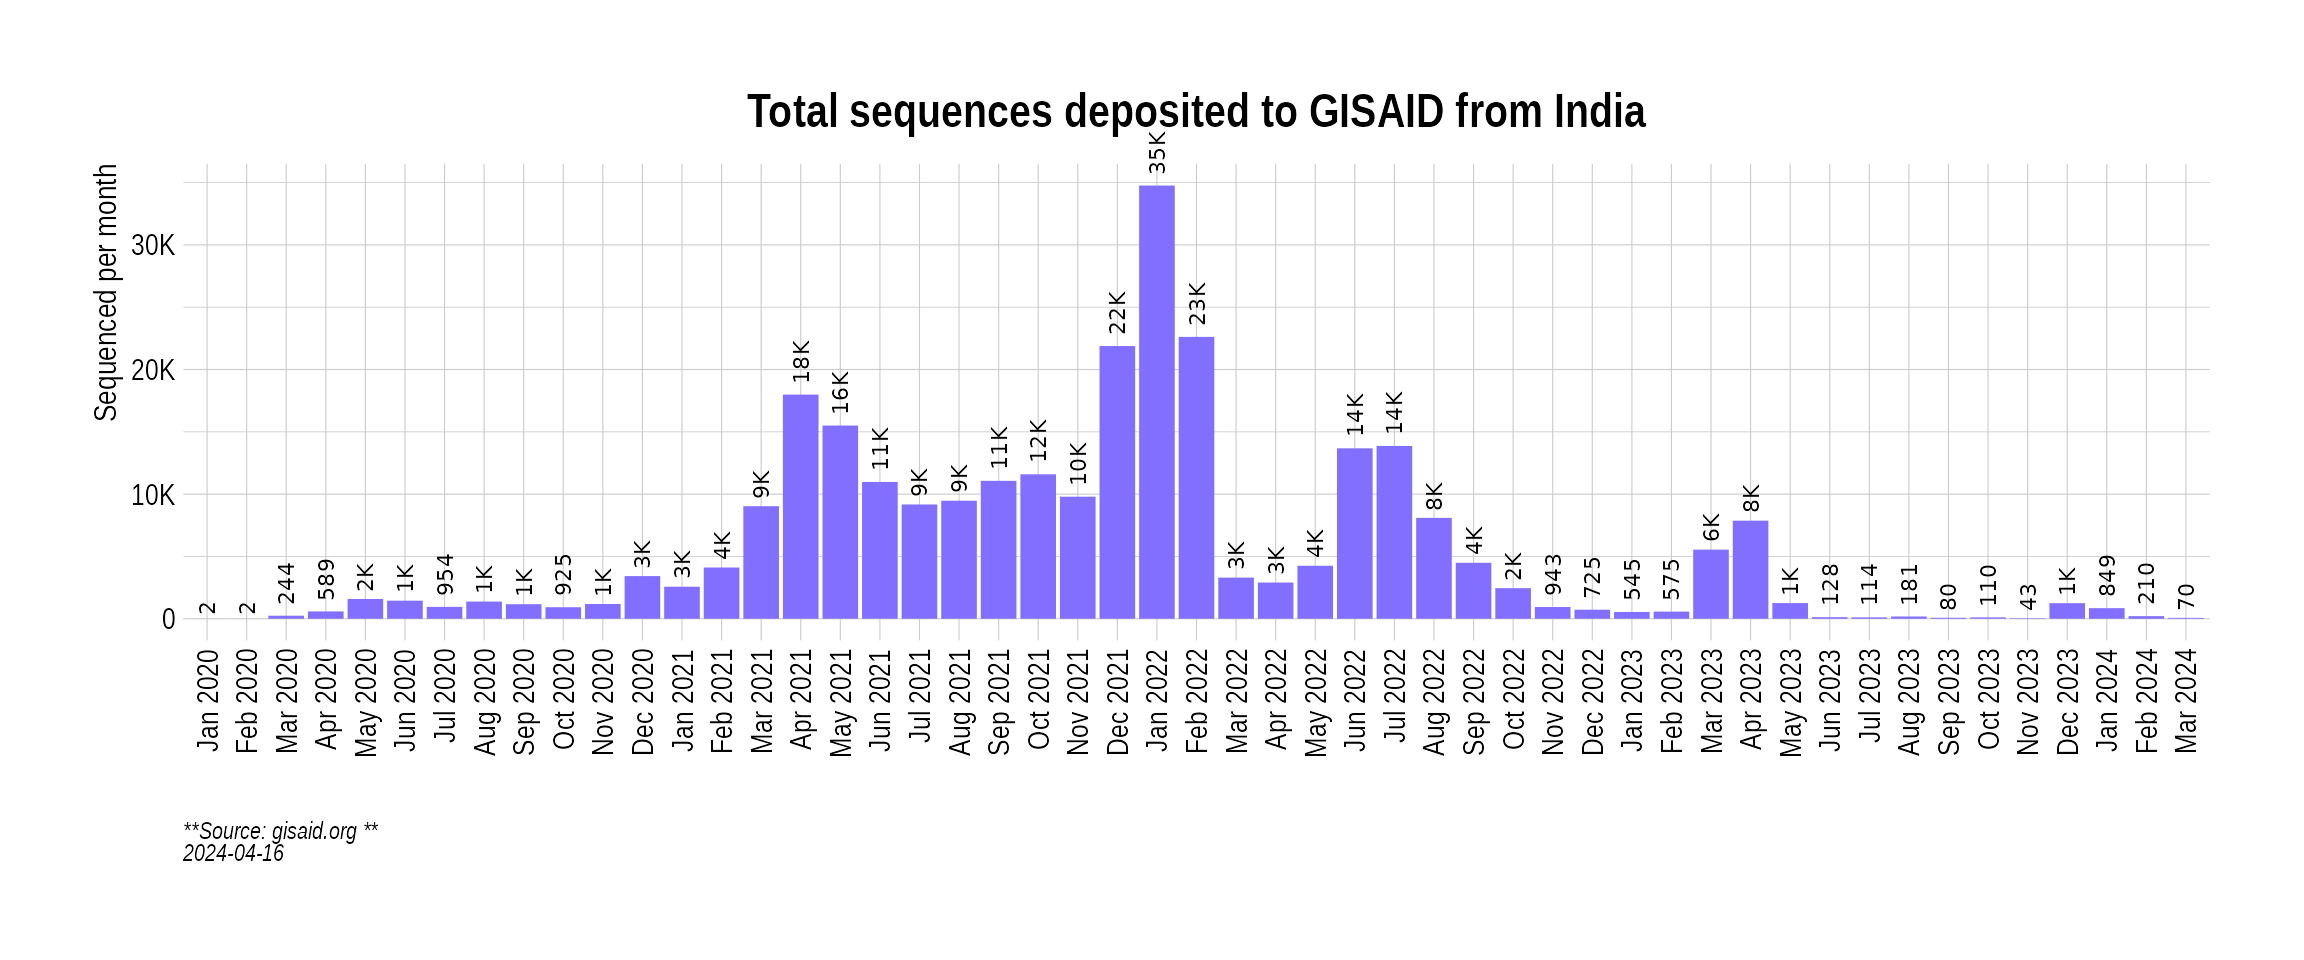 Total sequences deposited to GISAID from India
Sequenced per month
30K
20K
10K
0
2
2
244
589
2K
1K
954
1K
1K
925
1K
3K
3K
4K
9K
18K
16K
11K
9K
9K
11K
12K
10K
22K
35K
23K
3K
3K
4K
14K
14K
8K
4K
2K
943
725
545
575
6K
8K
1K
128
114
181
80
110
43
1K
849
210
70
Jan 2020
Feb 2020
Mar 2020
Apr 2020
May 2020
Jun 2020
Jul 2020
Aug 2020
Sep 2020
Oct 2020
Nov 2020
Dec 2020
Jan 2021
Feb 2021
Mar 2021
Apr 2021
May 2021
Jun 2021
Jul 2021
Aug 2021
Sep 2021
Oct 2021
Nov 2021
Dec 2021
Jan 2022
Feb 2022
Mar 2022
Apr 2022
May 2022
Jun 2022
Jul 2022
Aug 2022
Sep 2022
Oct 2022
Nov 2022
Dec 2022
Jan 2023
Feb 2023
Mar 2023
Apr 2023
May 2023
Jun 2023
Jul 2023
Aug 2023
Sep 2023
Oct 2023
Nov 2023
Dec 2023
Jan 2024
Feb 2024
Mar 2024
**Source: gisaid.org **
2024-04-16